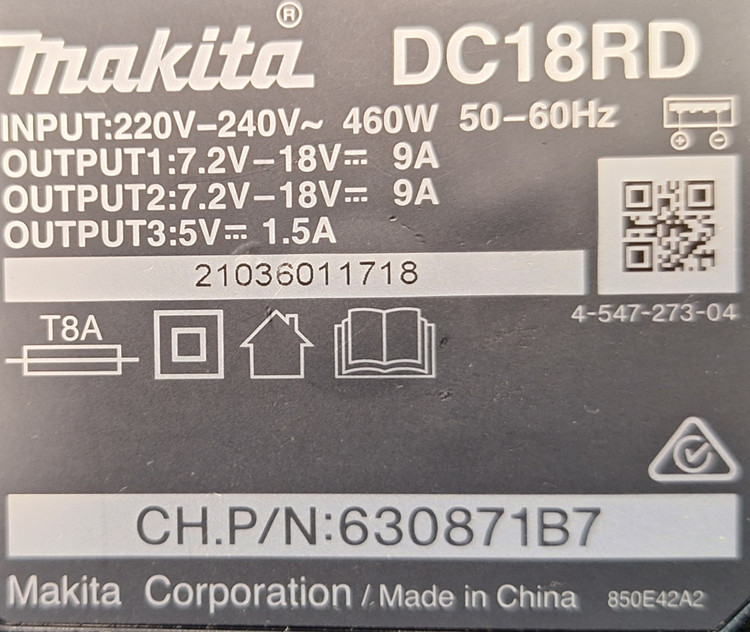 makita® DC18RD
INPUT:220V–240V~ 460W 50–60Hz
OUTPUT1:7.2V–18V⎓ 9A
OUTPUT2:7.2V–18V⎓ 9A
OUTPUT3:5V⎓ 1.5A
21036011718
4-547-273-04
T8A
CH.P/N:630871B7
Makita Corporation / Made in China 850E42A2